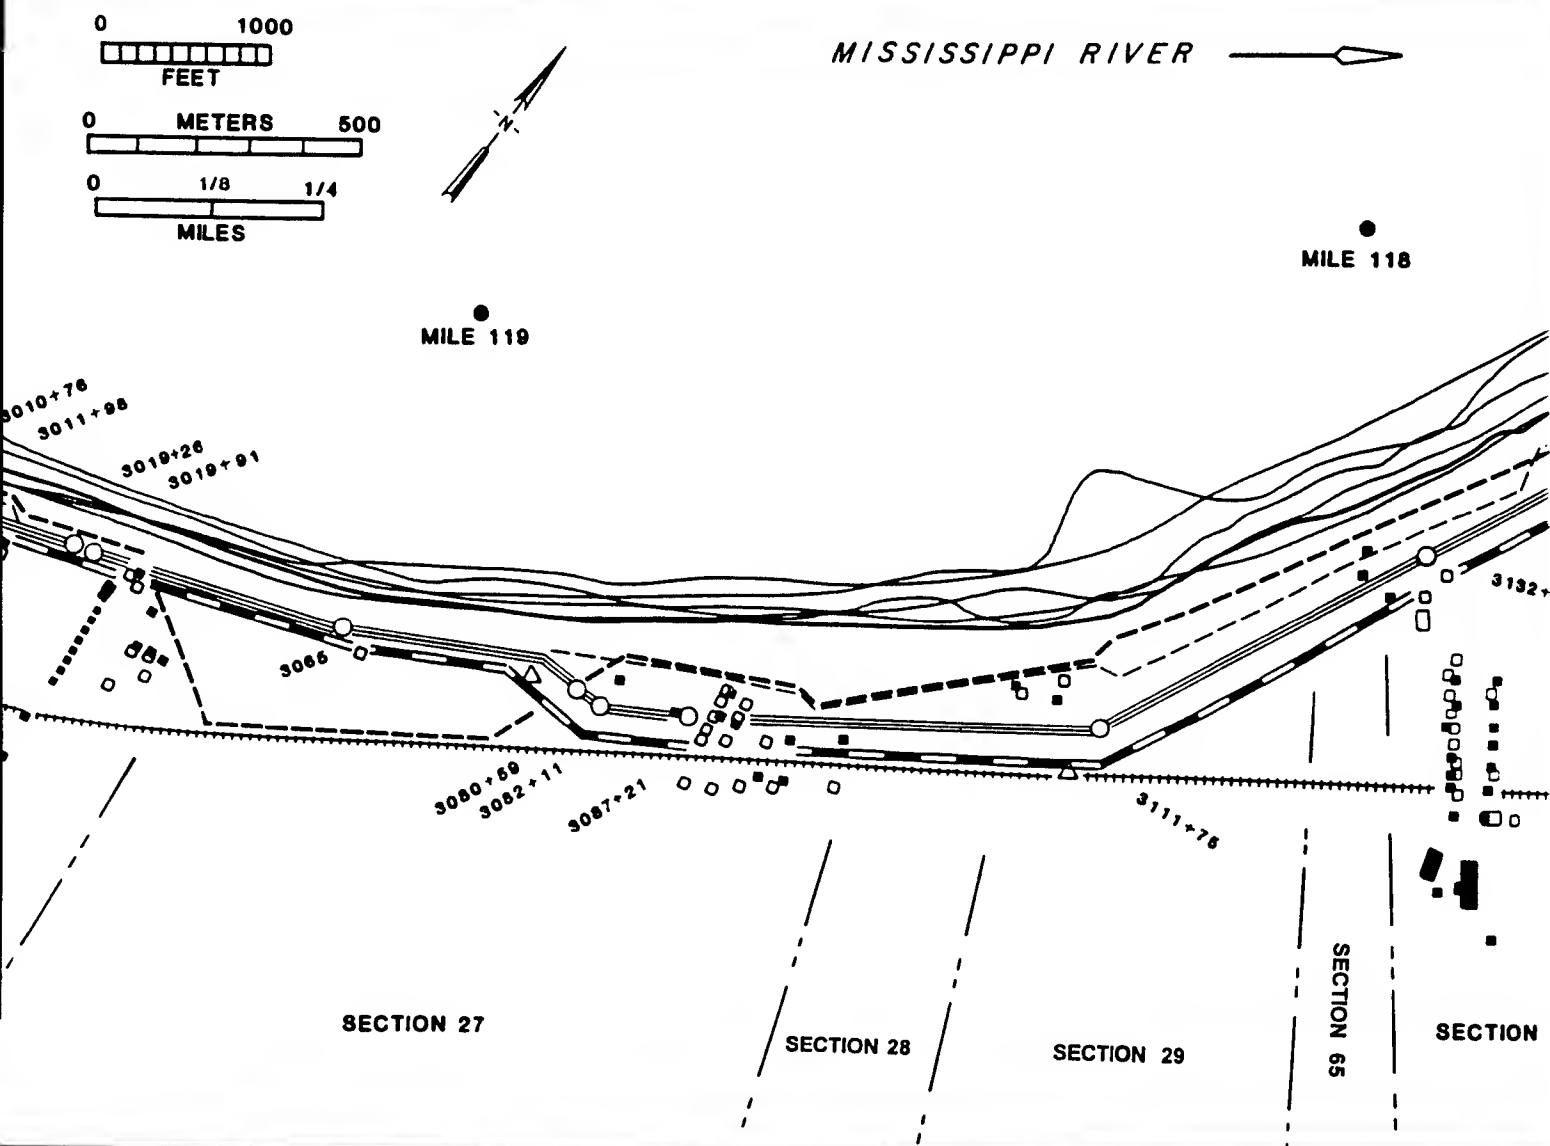 0 1000
FEET
0 METERS 500
0 1/8 1/4
MILES
N
MISSISSIPPI RIVER
MILE 118
MILE 119
3010+76
3011+98
3019+26
3019+91
3065
3132+
3080+59
3082+11
3087+21
3111+75
SECTION 27
SECTION 28
SECTION 29
SECTION 65
SECTION